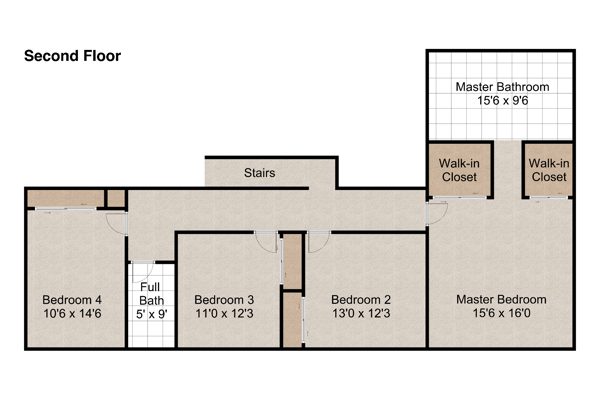 Second Floor
Master Bathroom
15'6 x 9'6
Walk-in
Closet
Walk-in
Closet
Stairs
Bedroom 4
10'6 x 14'6
Full
Bath
5' x 9'
Bedroom 3
11'0 x 12'3
Bedroom 2
13'0 x 12'3
Master Bedroom
15'6 x 16'0